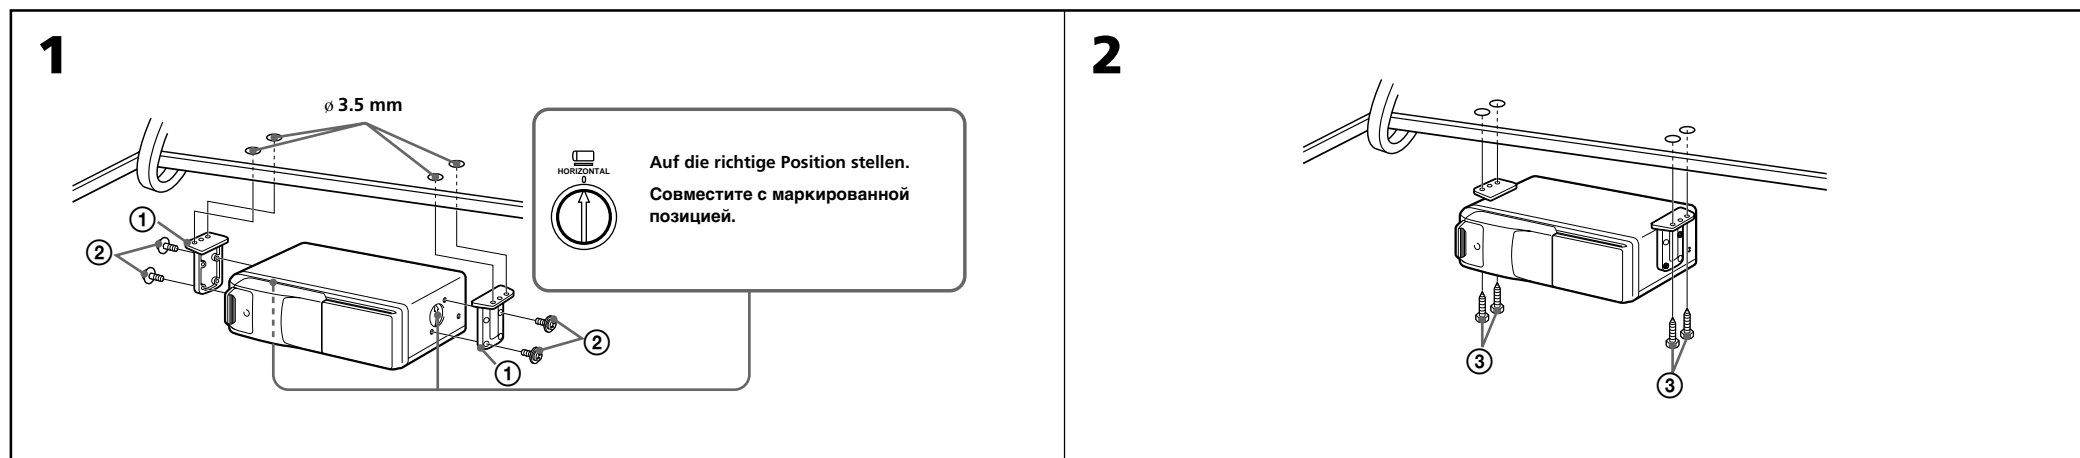 1
ø 3.5 mm
HORIZONTAL
0
Auf die richtige Position stellen.
Совместите с маркированной
позицией.
①
②
②
①
2
③
③